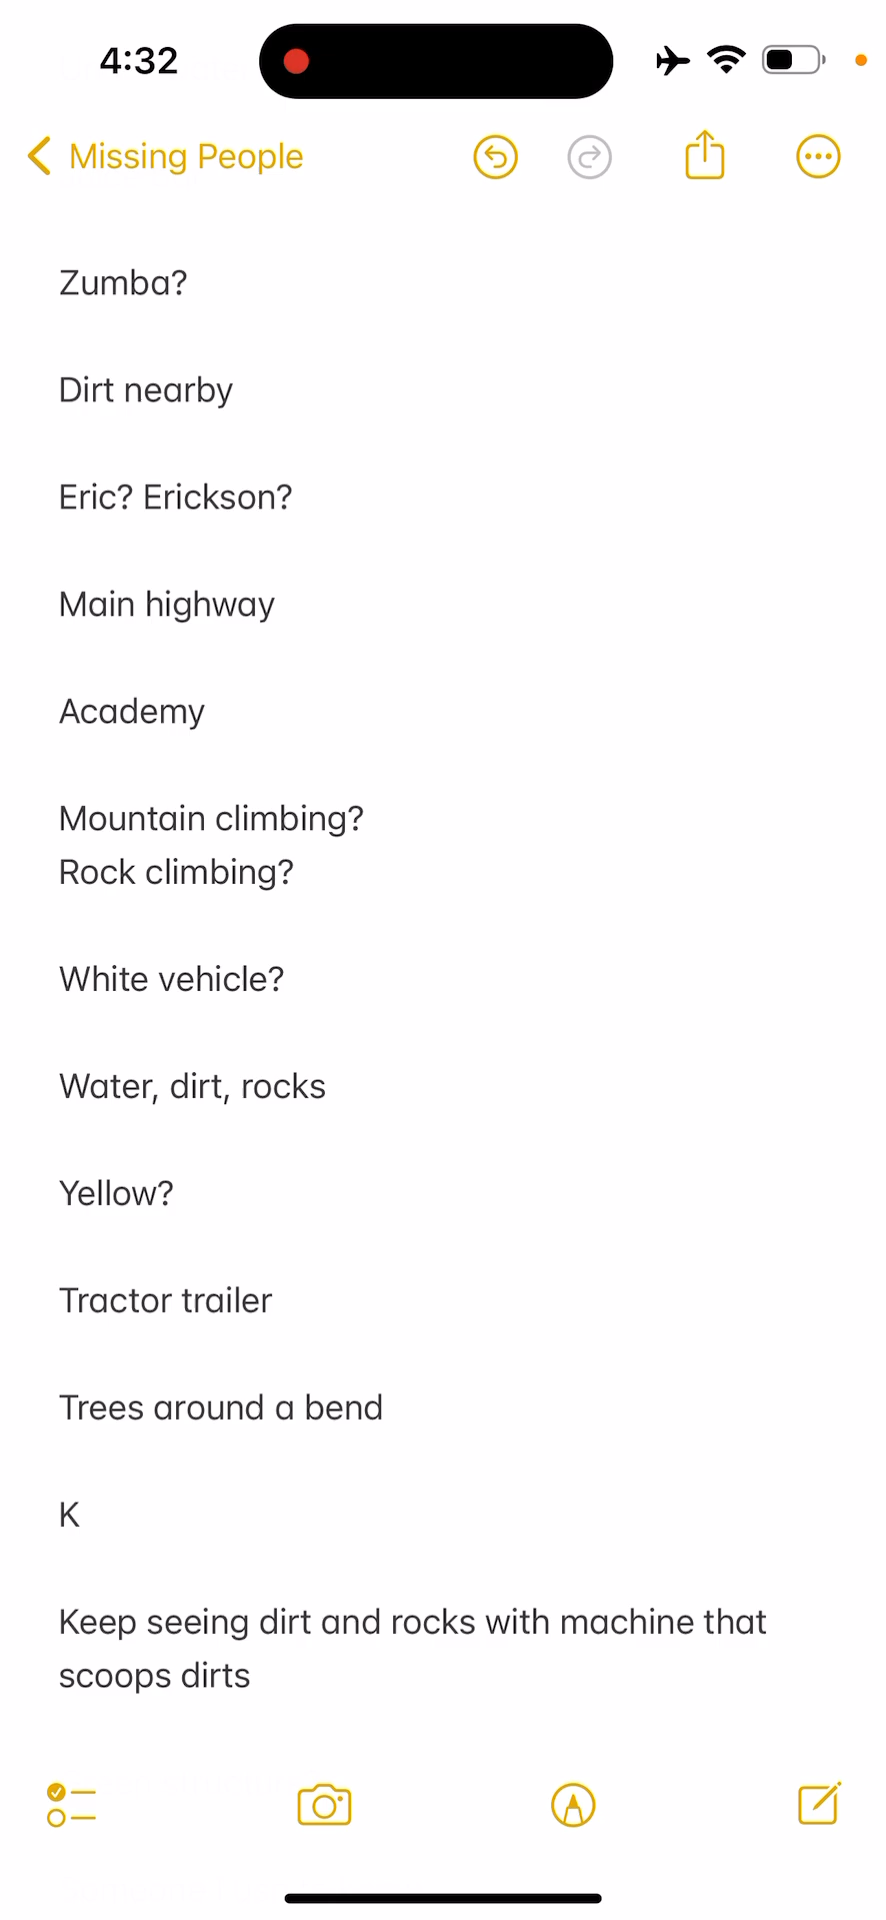 4:32
Missing People
Zumba?
Dirt nearby
Eric? Erickson?
Main highway
Academy
Mountain climbing?
Rock climbing?
White vehicle?
Water, dirt, rocks
Yellow?
Tractor trailer
Trees around a bend
K
Keep seeing dirt and rocks with machine that
scoops dirts